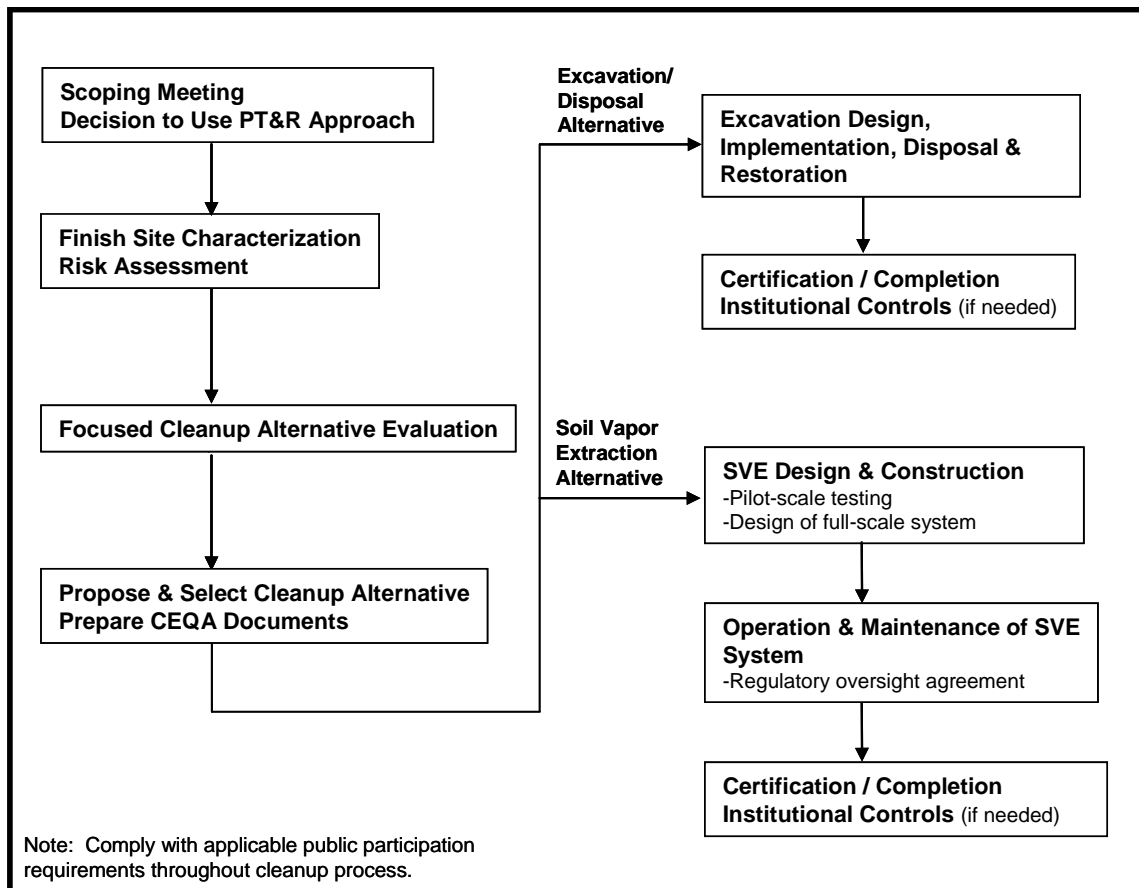 Scoping Meeting
Decision to Use PT&R Approach
Finish Site Characterization
Risk Assessment
Focused Cleanup Alternative Evaluation
Propose & Select Cleanup Alternative
Prepare CEQA Documents
Excavation/
Disposal
Alternative
Excavation Design,
Implementation, Disposal &
Restoration
Certification / Completion
Institutional Controls (if needed)
Soil Vapor
Extraction
Alternative
SVE Design & Construction
-Pilot-scale testing
-Design of full-scale system
Operation & Maintenance of SVE
System
-Regulatory oversight agreement
Certification / Completion
Institutional Controls (if needed)
Note:  Comply with applicable public participation
requirements throughout cleanup process.